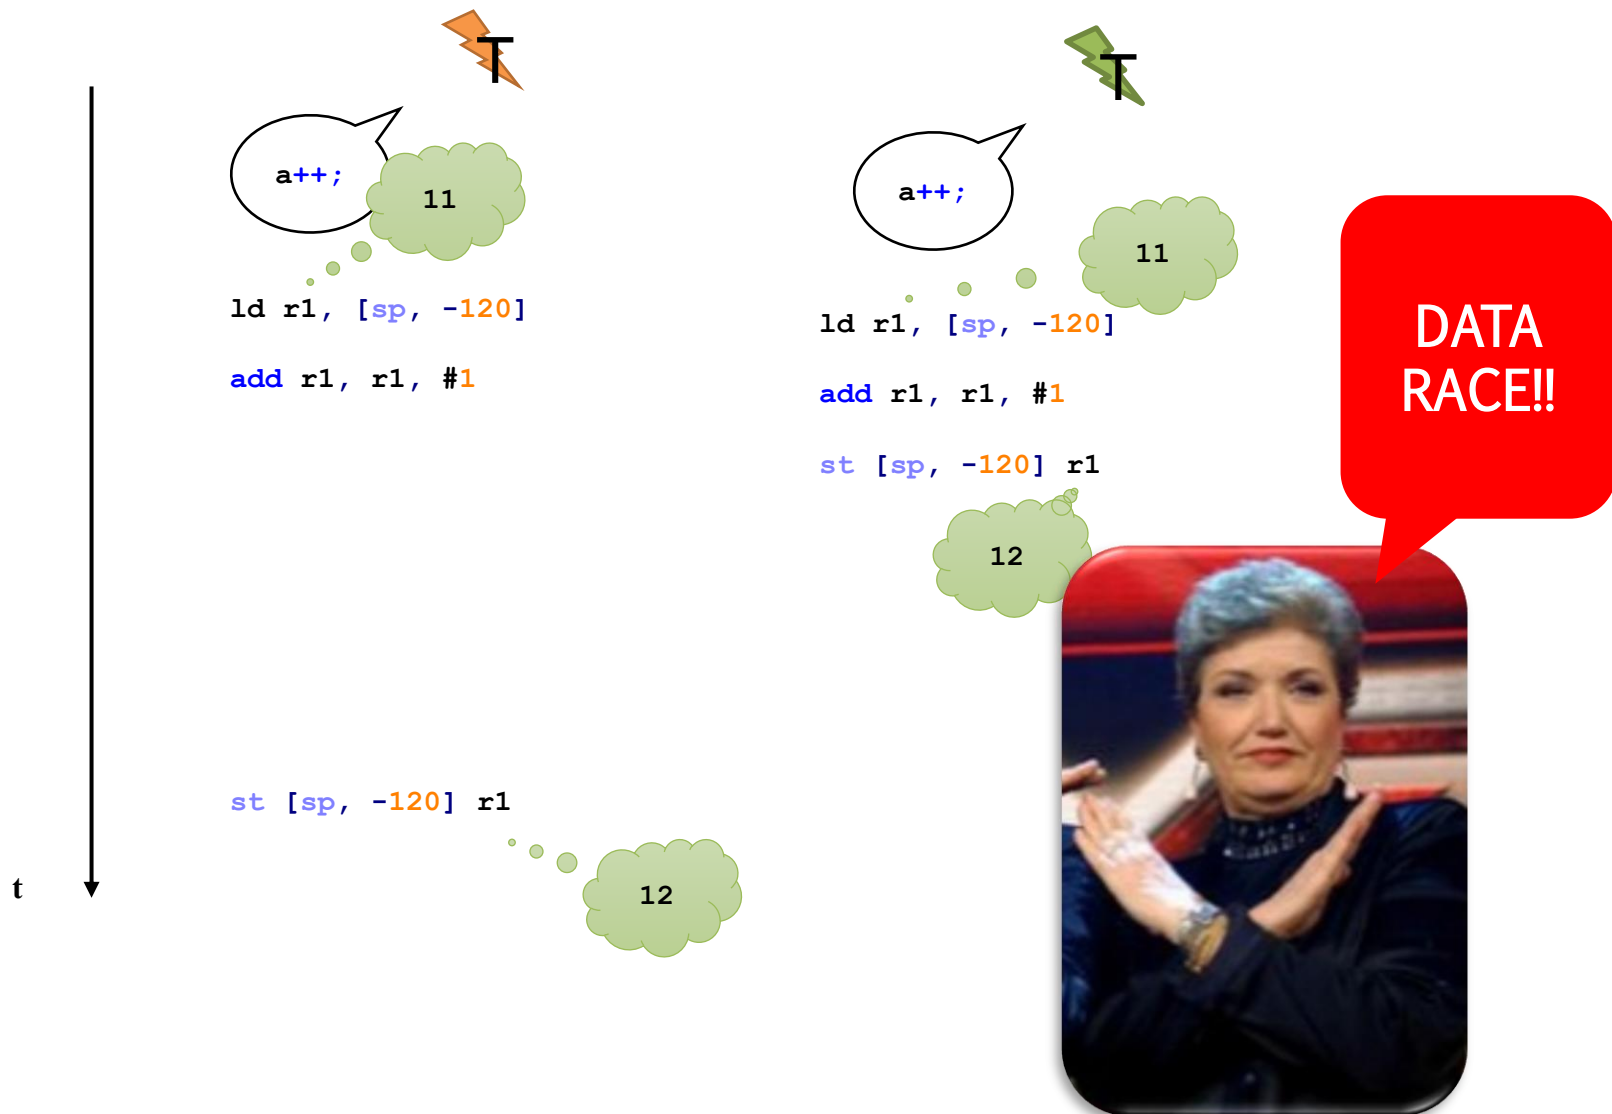 T
T
a++;
11
a++;
11
ld r1, [sp, -120]
add r1, r1, #1
ld r1, [sp, -120]
add r1, r1, #1
st [sp, -120] r1
12
DATA
RACE!!
st [sp, -120] r1
12
t